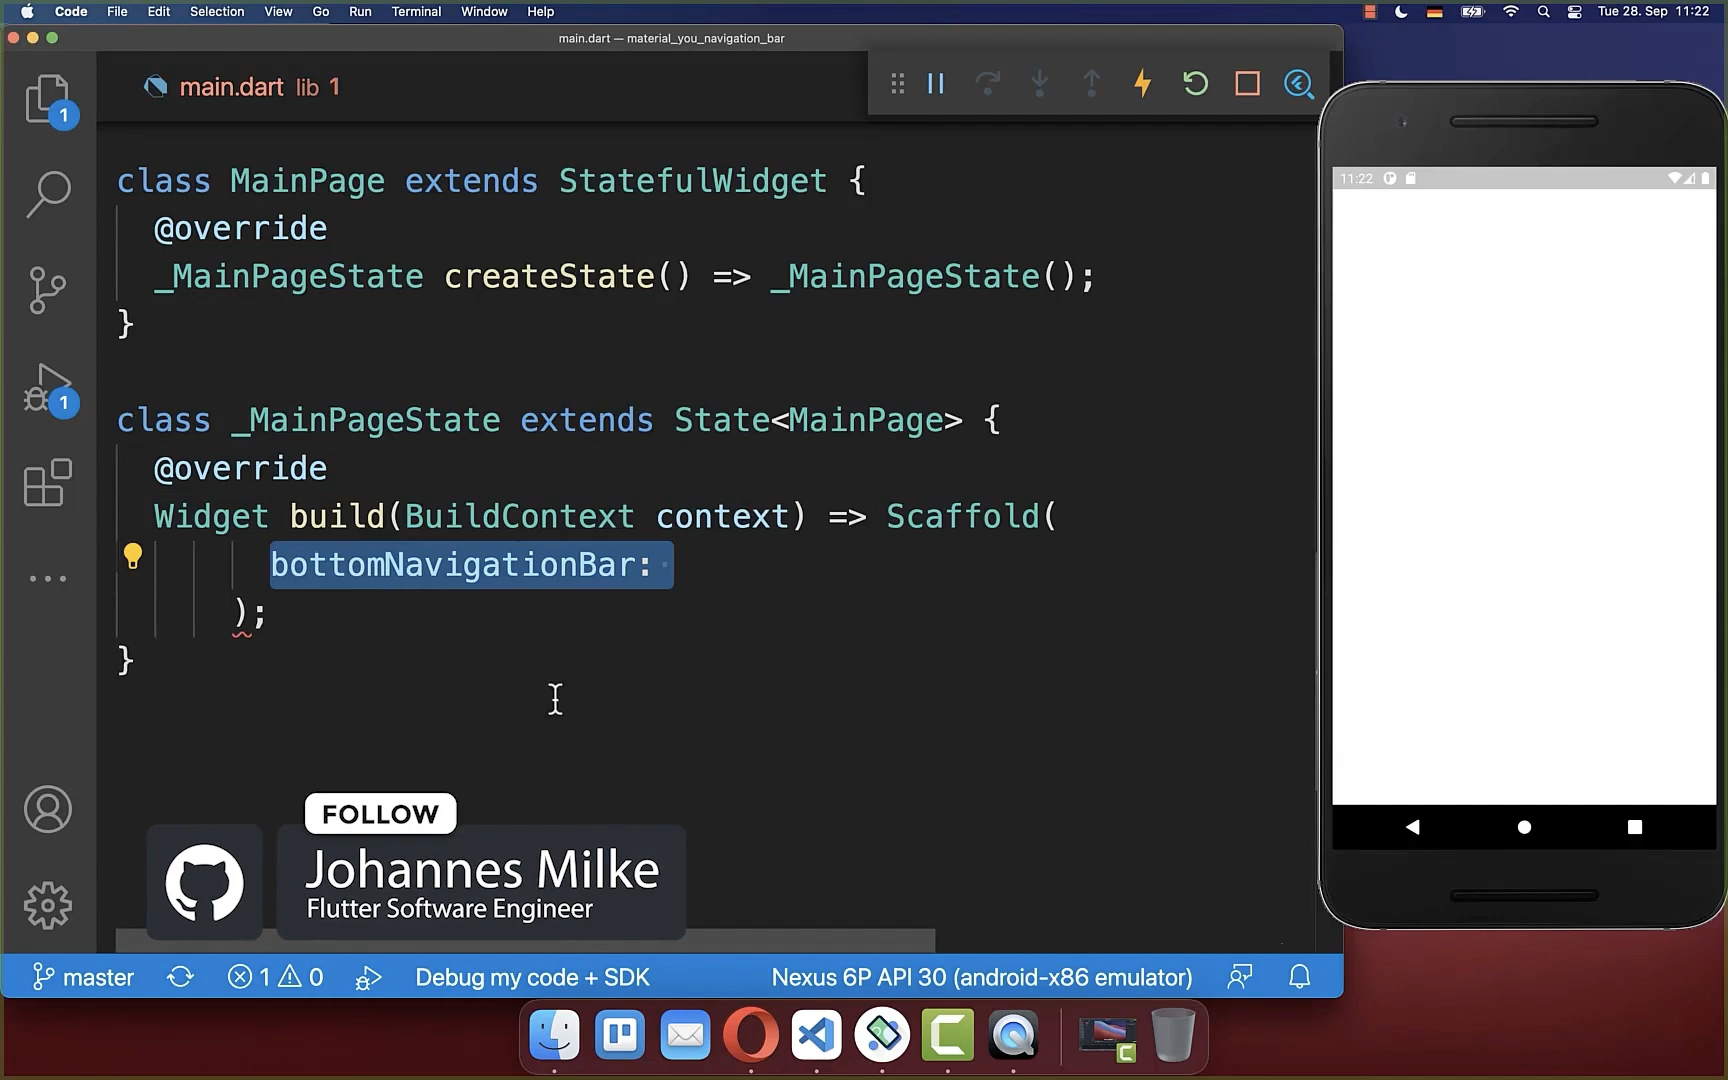 Code File Edit Selection View Go Run Terminal Window Help Tue 28. Sep 11:22
main.dart — material_you_navigation_bar
main.dart lib 1
1
class MainPage extends StatefulWidget {
@override
_MainPageState createState() => _MainPageState();
}
class _MainPageState extends State<MainPage> {
@override
Widget build(BuildContext context) => Scaffold(
bottomNavigationBar:
);
}
1
11:22
FOLLOW
Johannes Milke
Flutter Software Engineer
master 1 0 Debug my code + SDK Nexus 6P API 30 (android-x86 emulator)